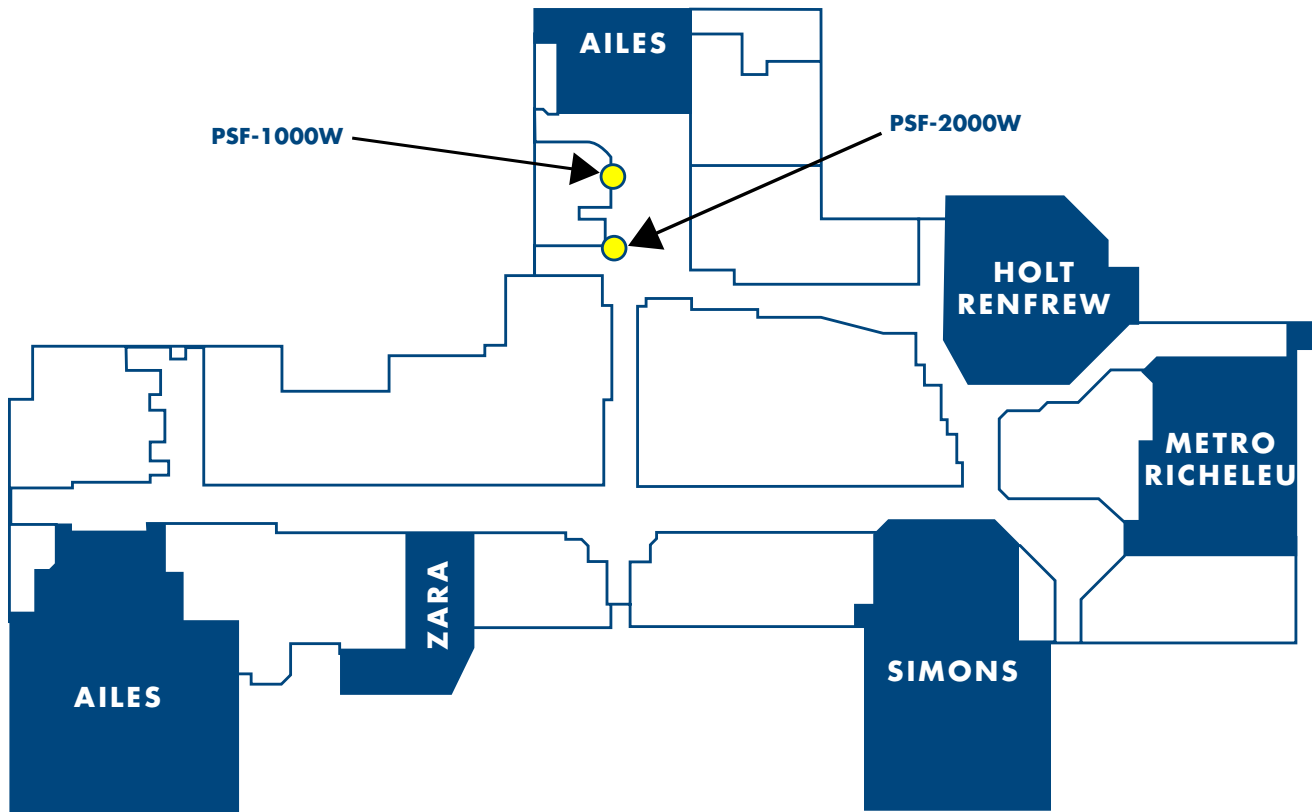 AILES
PSF-1000W
PSF-2000W
HOLT
RENFREW
METRO
RICHELEU
ZARA
SIMONS
AILES